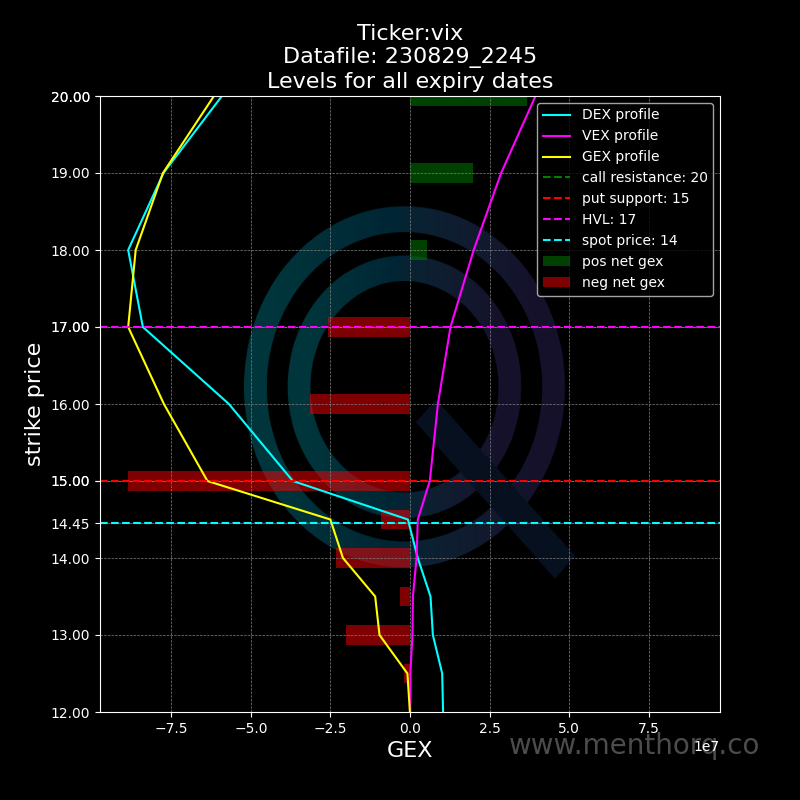 Ticker:vix
Datafile: 230829_2245
Levels for all expiry dates
DEX profile
VEX profile
GEX profile
call resistance: 20
put support: 15
HVL: 17
spot price: 14
pos net gex
neg net gex
strike price
20.00
19.00
18.00
17.00
16.00
15.00
14.45
14.00
13.00
12.00
−7.5 −5.0 −2.5 0.0 2.5 5.0 7.5
1e7
GEX
www.menthorq.co